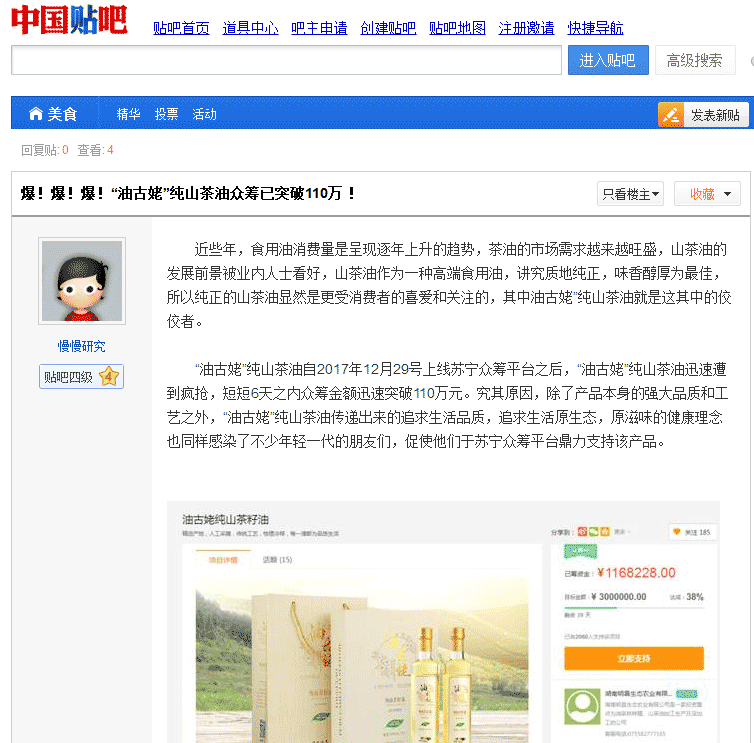 中国贴吧
贴吧首页 道具中心 吧主申请 创建贴吧 贴吧地图 注册邀请 快捷导航
进入贴吧 高级搜索
美食 精华 投票 活动 发表新贴
回复贴: 0 查看: 4
爆！爆！爆！“油古姥”纯山茶油众筹已突破110万 ！ 只看楼主 收藏
近些年，食用油消费量是呈现逐年上升的趋势，茶油的市场需求越来越旺盛，山茶油的
发展前景被业内人士看好，山茶油作为一种高端食用油，讲究质地纯正，味香醇厚为最佳，
所以纯正的山茶油显然是更受消费者的喜爱和关注的，其中油古姥”纯山茶油就是这其中的佼
佼者。
慢慢研究
贴吧四级 4
“油古姥”纯山茶油自2017年12月29号上线苏宁众筹平台之后，“油古姥”纯山茶油迅速遭
到疯抢，短短6天之内众筹金额迅速突破110万元。究其原因，除了产品本身的强大品质和工
艺之外，“油古姥”纯山茶油传递出来的追求生活品质，追求生活原生态，原滋味的健康理念
也同样感染了不少年轻一代的朋友们，促使他们于苏宁众筹平台鼎力支持该产品。
油古姥纯山茶籽油
分享到： 关注 185
项目详情 话题 (15)
已筹资金：¥1168228.00
目标金额：¥ 3000000.00 达成：38%
立即支持